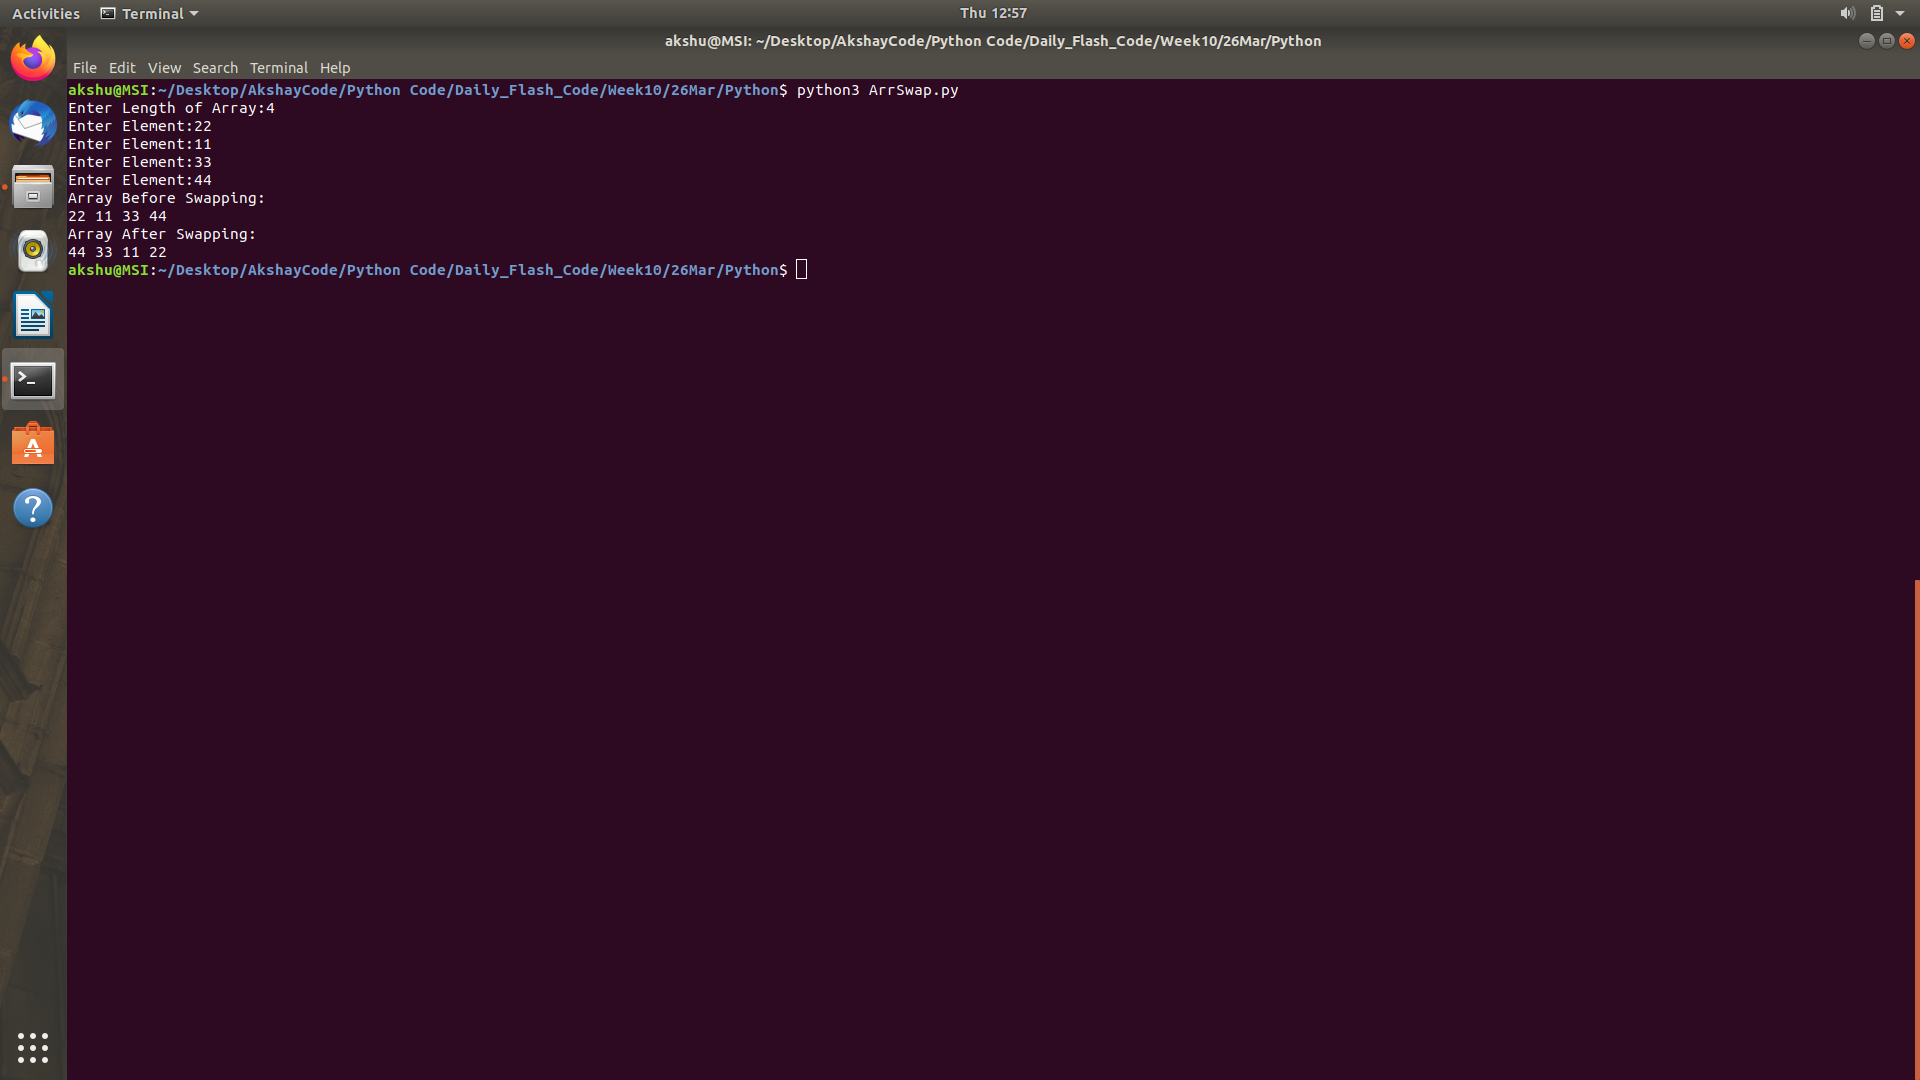 Activities Terminal Thu 12:57
akshu@MSI: ~/Desktop/AkshayCode/Python Code/Daily_Flash_Code/Week10/26Mar/Python
File Edit View Search Terminal Help
akshu@MSI:~/Desktop/AkshayCode/Python Code/Daily_Flash_Code/Week10/26Mar/Python$ python3 ArrSwap.py
Enter Length of Array:4
Enter Element:22
Enter Element:11
Enter Element:33
Enter Element:44
Array Before Swapping:
22 11 33 44
Array After Swapping:
44 33 11 22
akshu@MSI:~/Desktop/AkshayCode/Python Code/Daily_Flash_Code/Week10/26Mar/Python$